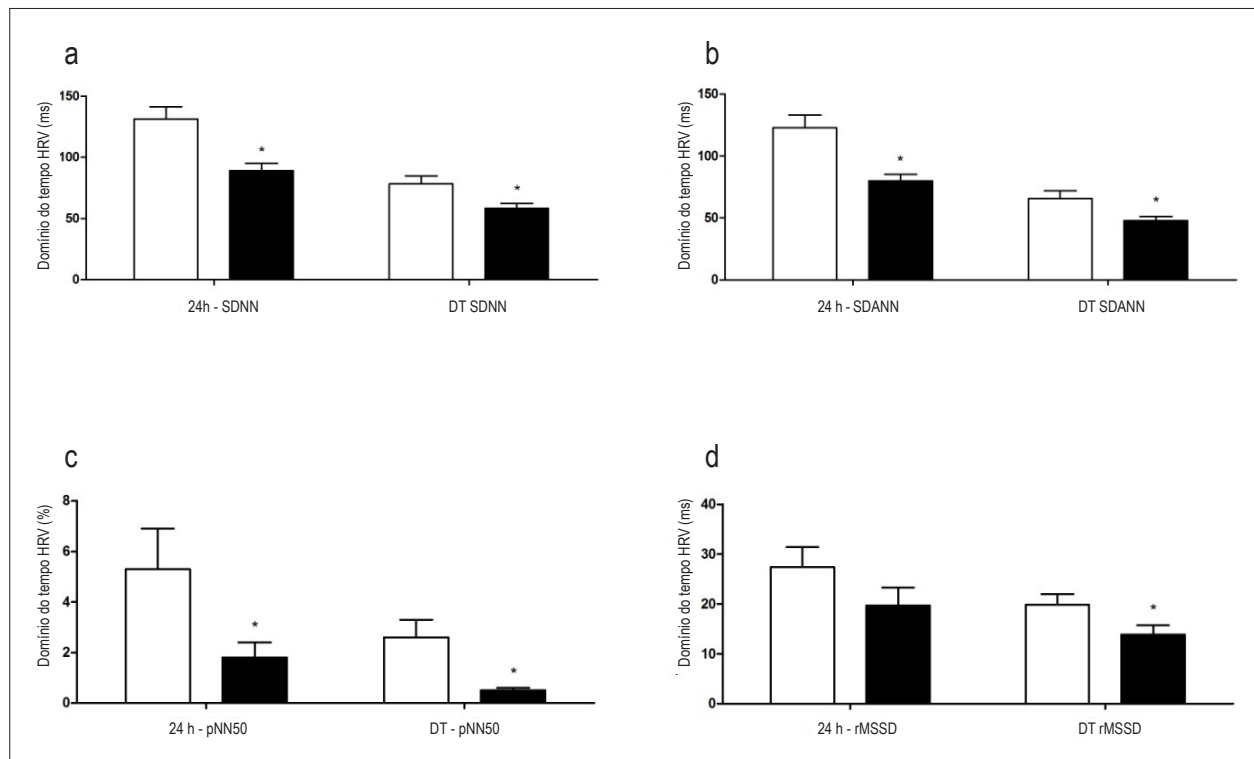 a
Domínio do tempo HRV (ms)
150
100
50
0
*
*
24h - SDNN
DT SDNN
b
Domínio do tempo HRV (ms)
150
100
50
0
*
*
24 h - SDANN
DT SDANN
c
Domínio do tempo HRV (%)
8
6
4
2
0
*
*
24 h - pNN50
DT - pNN50
d
Domínio do tempo HRV (ms)
40
30
20
10
0
*
24 h - rMSSD
DT rMSSD